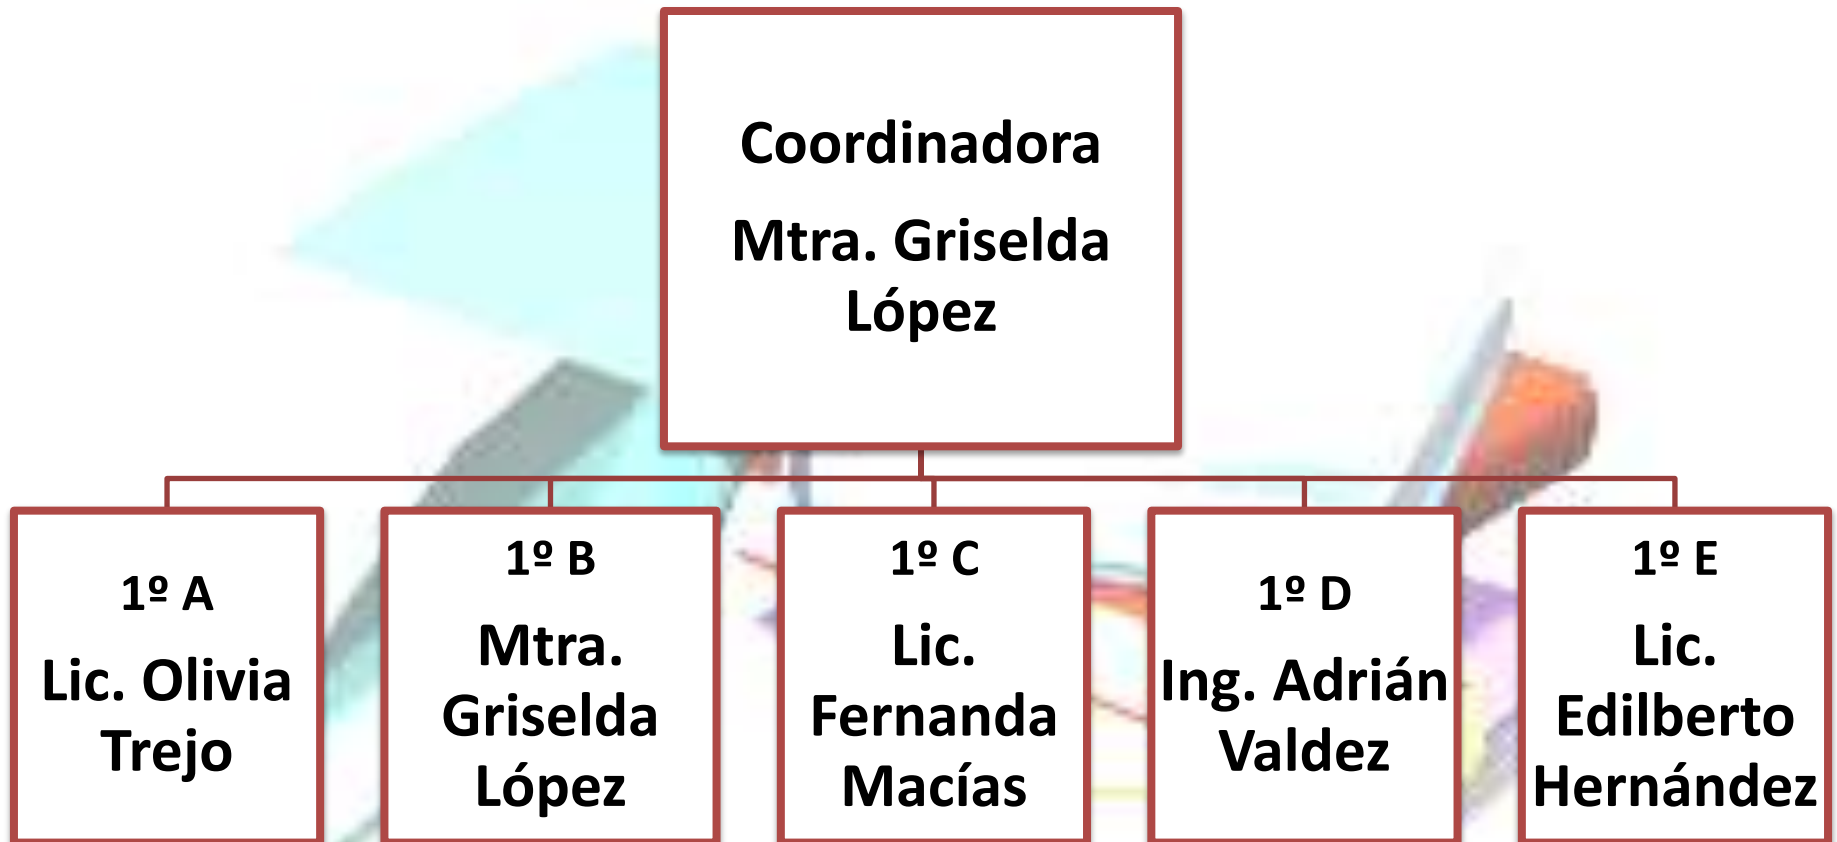 Coordinadora
Mtra. Griselda
López
1º A
Lic. Olivia
Trejo
1º B
Mtra.
Griselda
López
1º C
Lic.
Fernanda
Macías
1º D
Ing. Adrián
Valdez
1º E
Lic.
Edilberto
Hernández